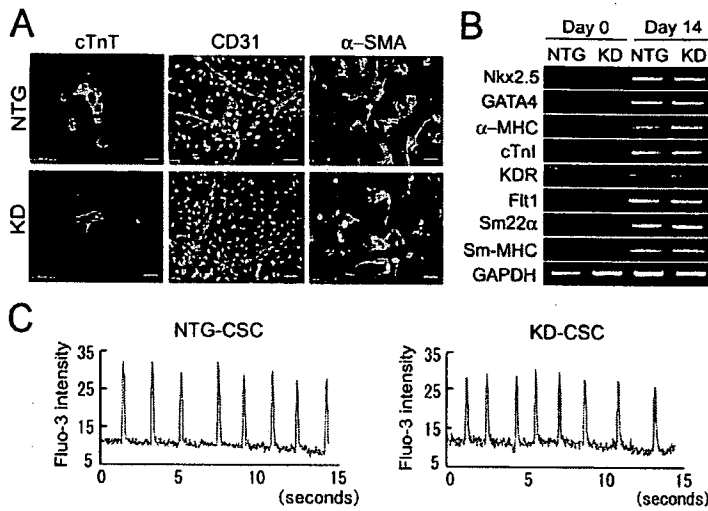 A
cTnT CD31 α-SMA
NTG
KD
B
Day 0 Day 14
NTG KD NTG KD
Nkx2.5
GATA4
α-MHC
cTnI
KDR
Flt1
Sm22α
Sm-MHC
GAPDH
C
NTG-CSC
Fluo-3 intensity
35
25
15
5
0 5 10 15
(seconds)
KD-CSC
Fluo-3 intensity
35
25
15
5
0 5 10 15
(seconds)